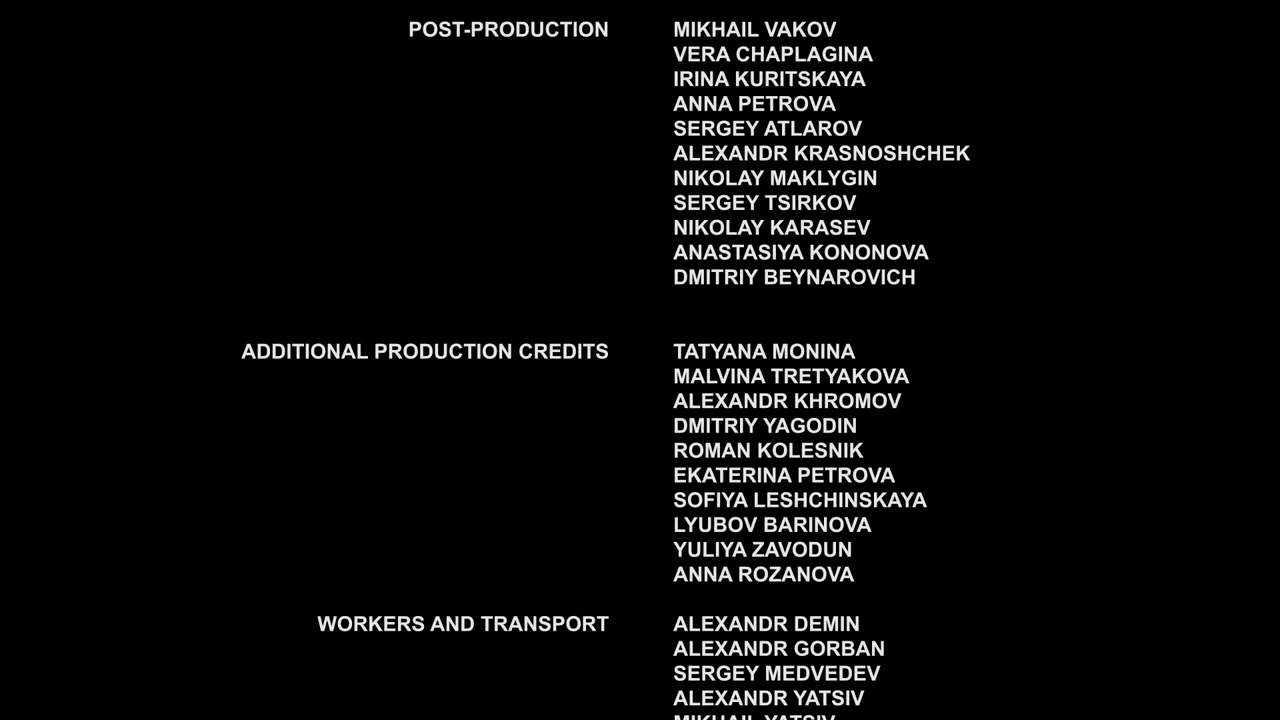 POST-PRODUCTION MIKHAIL VAKOV
VERA CHAPLAGINA
IRINA KURITSKAYA
ANNA PETROVA
SERGEY ATLAROV
ALEXANDR KRASNOSHCHEK
NIKOLAY MAKLYGIN
SERGEY TSIRKOV
NIKOLAY KARASEV
ANASTASIYA KONONOVA
DMITRIY BEYNAROVICH
ADDITIONAL PRODUCTION CREDITS TATYANA MONINA
MALVINA TRETYAKOVA
ALEXANDR KHROMOV
DMITRIY YAGODIN
ROMAN KOLESNIK
EKATERINA PETROVA
SOFIYA LESHCHINSKAYA
LYUBOV BARINOVA
YULIYA ZAVODUN
ANNA ROZANOVA
WORKERS AND TRANSPORT ALEXANDR DEMIN
ALEXANDR GORBAN
SERGEY MEDVEDEV
ALEXANDR YATSIV
MIKHAIL YATSIV